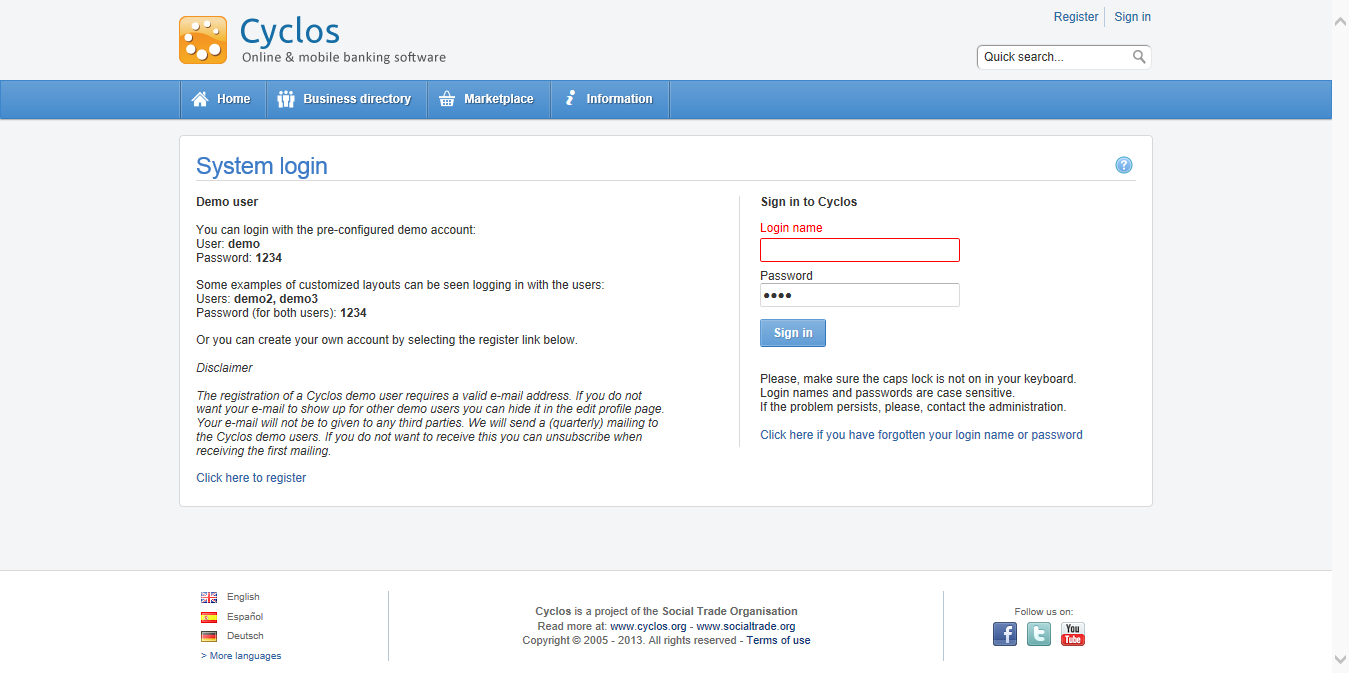 Cyclos
Online & mobile banking software
Register
Sign in
Quick search...
Home
Business directory
Marketplace
Information
System login
?
Demo user
You can login with the pre-configured demo account:
User: demo
Password: 1234
Some examples of customized layouts can be seen logging in with the users:
Users: demo2, demo3
Password (for both users): 1234
Or you can create your own account by selecting the register link below.
Disclaimer
The registration of a Cyclos demo user requires a valid e-mail address. If you do not
want your e-mail to show up for other demo users you can hide it in the edit profile page.
Your e-mail will not be to given to any third parties. We will send a (quarterly) mailing to
the Cyclos demo users. If you do not want to receive this you can unsubscribe when
receiving the first mailing.
Click here to register
Sign in to Cyclos
Login name
Password
••••
Sign in
Please, make sure the caps lock is not on in your keyboard.
Login names and passwords are case sensitive.
If the problem persists, please, contact the administration.
Click here if you have forgotten your login name or password
English
Español
Deutsch
> More languages
Cyclos is a project of the Social Trade Organisation
Read more at: www.cyclos.org - www.socialtrade.org
Copyright © 2005 - 2013. All rights reserved - Terms of use
Follow us on:
f
t
You
Tube